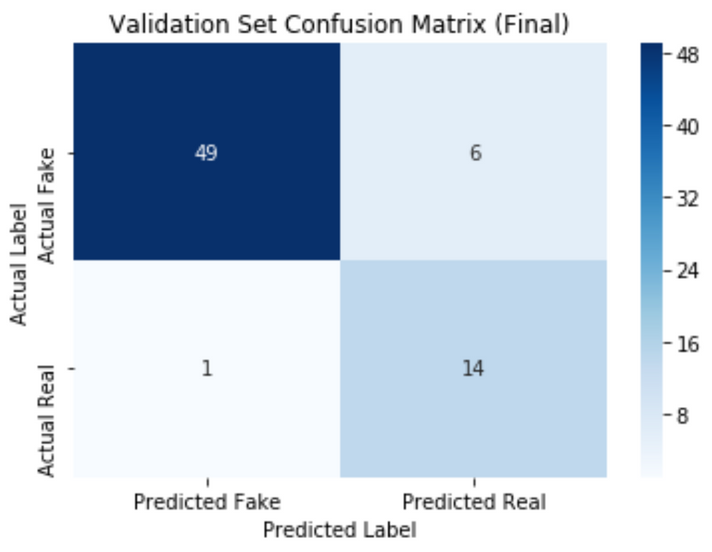 Validation Set Confusion Matrix (Final)
Actual Label
Actual Fake
Actual Real
49
6
1
14
Predicted Fake
Predicted Real
Predicted Label
48
40
32
24
16
8